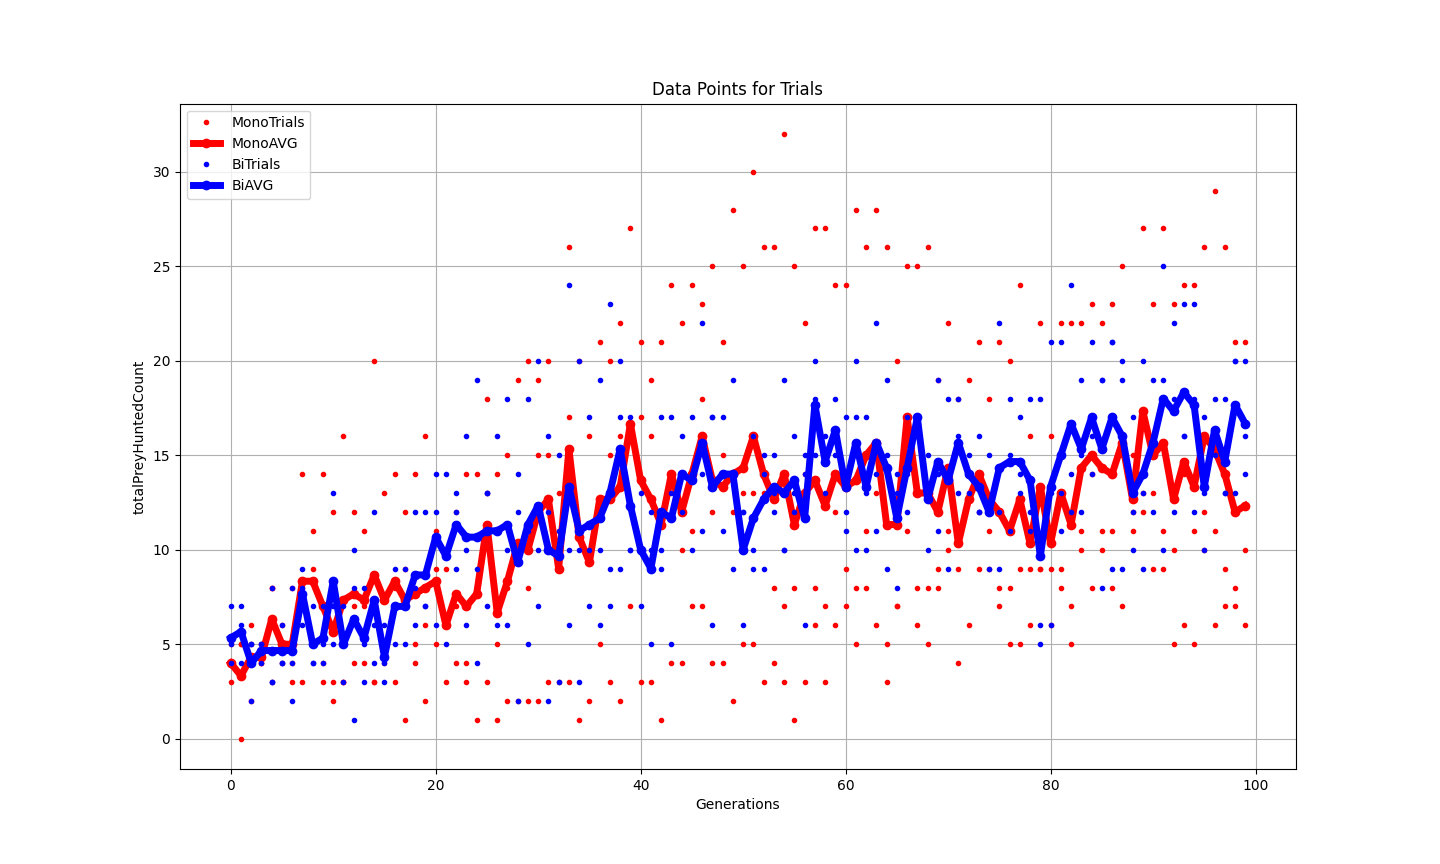 Data Points for Trials
MonoTrials
MonoAVG
BiTrials
BiAVG
totalPreyHuntedCount
30
25
20
15
10
5
0
0 20 40 60 80 100
Generations